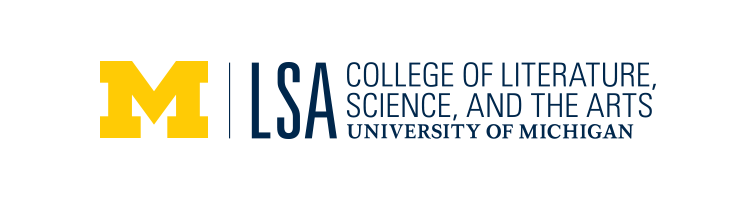 M
LSA
COLLEGE OF LITERATURE,
SCIENCE, AND THE ARTS
UNIVERSITY OF MICHIGAN